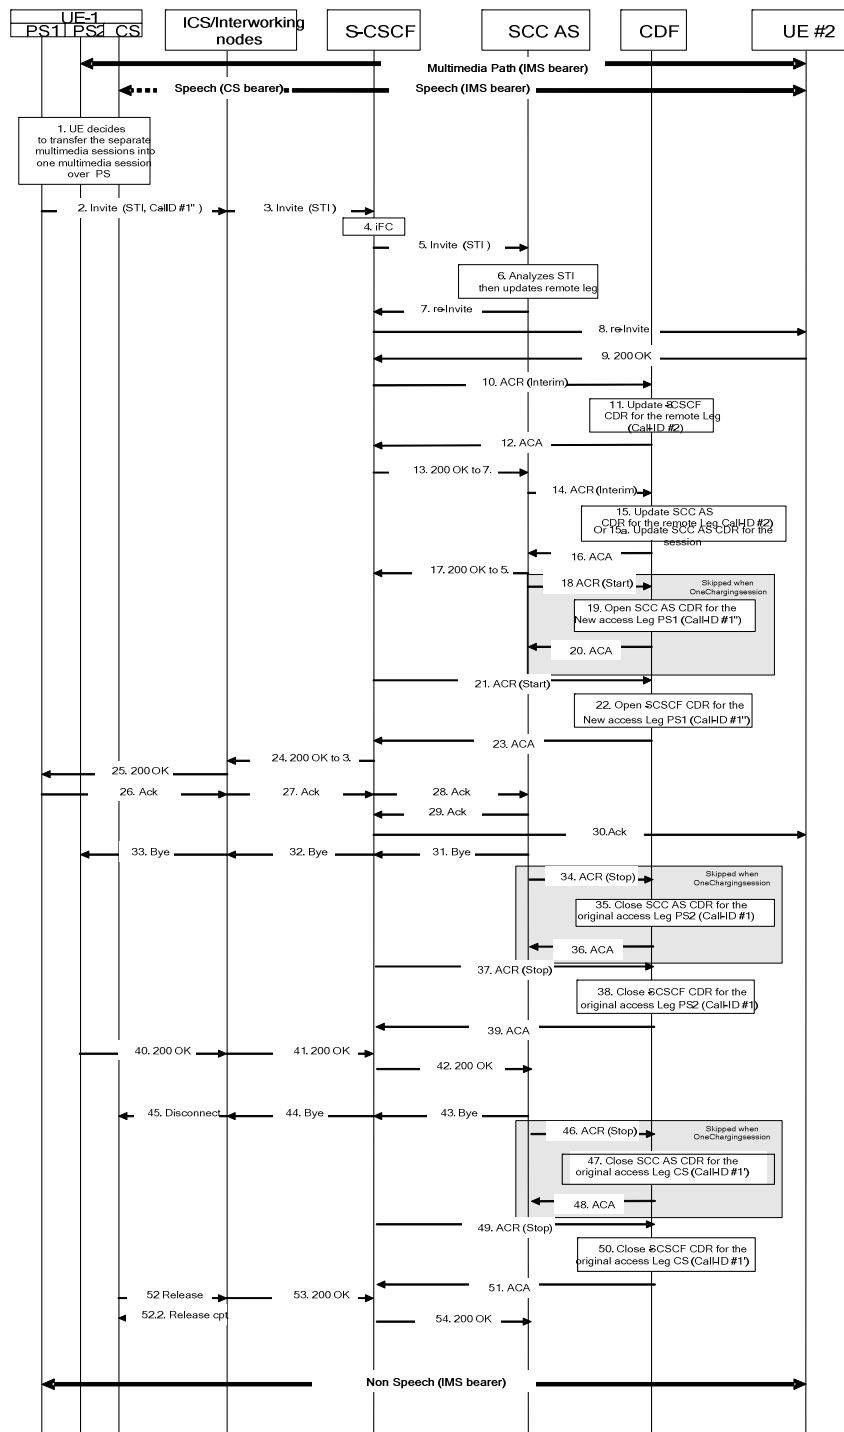 UE-1
PS1 PS2 CS
ICS/Interworking
nodes
S-CSCF
SCC AS
CDF
UE #2
Multimedia Path (IMS bearer)
Speech (CS bearer)
Speech (IMS bearer)
1. UE decides
to transfer the separate
multimedia sessions into
one multimedia session
over PS
2. Invite (STI, Call-ID #1'')
3. Invite (STI)
4. iFC
5. Invite (STI)
6. Analyzes STI
then updates remote leg
7. re-Invite
8. re-Invite
9. 200 OK
10. ACR (Interim)
11. Update S-CSCF
CDR for the remote Leg
(Call-ID #2)
12. ACA
13. 200 OK to 7.
14. ACR (Interim)
15. Update SCC AS
CDR for the remote Leg Call-ID #2)
Or 15a. Update SCC AS CDR for the
session
16. ACA
17. 200 OK to 5.
18 ACR (Start)
Skipped when
OneChargingsession
19. Open SCC AS CDR for the
New access Leg PS1 (Call-ID #1'')
20. ACA
21. ACR (Start)
22. Open SCSCF CDR for the
New access Leg PS1 (Call-ID #1'')
23. ACA
24. 200 OK to 3.
25. 200 OK
26. Ack
27. Ack
28. Ack
29. Ack
30.Ack
33. Bye
32. Bye
31. Bye
34. ACR (Stop)
Skipped when
OneChargingsession
35. Close SCC AS CDR for the
original access Leg PS2 (Call-ID #1)
36. ACA
37. ACR (Stop)
38. Close SCSCF CDR for the
original access Leg PS2 (Call-ID #1)
39. ACA
40. 200 OK
41. 200 OK
42. 200 OK
45. Disconnect
44. Bye
43. Bye
46. ACR (Stop)
Skipped when
OneChargingsession
47. Close SCC AS CDR for the
original access Leg CS (Call-ID #1')
48. ACA
49. ACR (Stop)
50. Close SCSCF CDR for the
original access Leg CS (Call-ID #1')
51. ACA
52 Release
53. 200 OK
52.2. Release cpt
54. 200 OK
Non Speech (IMS bearer)